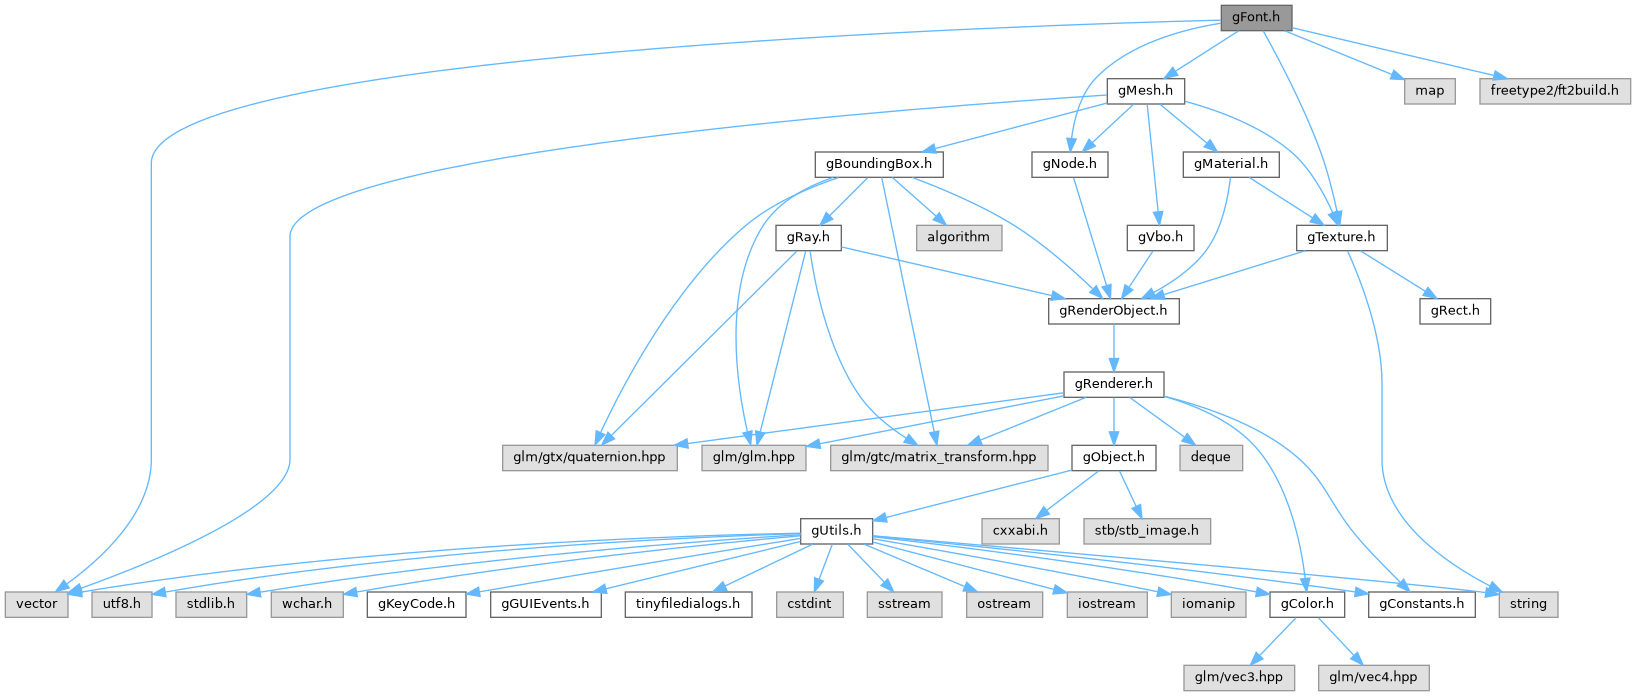 gFont.h
gMesh.h
map
freetype2/ft2build.h
gBoundingBox.h
gNode.h
gMaterial.h
gRay.h
algorithm
gVbo.h
gTexture.h
gRenderObject.h
gRect.h
gRenderer.h
glm/gtx/quaternion.hpp
glm/glm.hpp
glm/gtc/matrix_transform.hpp
gObject.h
deque
gUtils.h
cxxabi.h
stb/stb_image.h
vector
utf8.h
stdlib.h
wchar.h
gKeyCode.h
gGUIEvents.h
tinyfiledialogs.h
cstdint
sstream
ostream
iostream
iomanip
gColor.h
gConstants.h
string
glm/vec3.hpp
glm/vec4.hpp